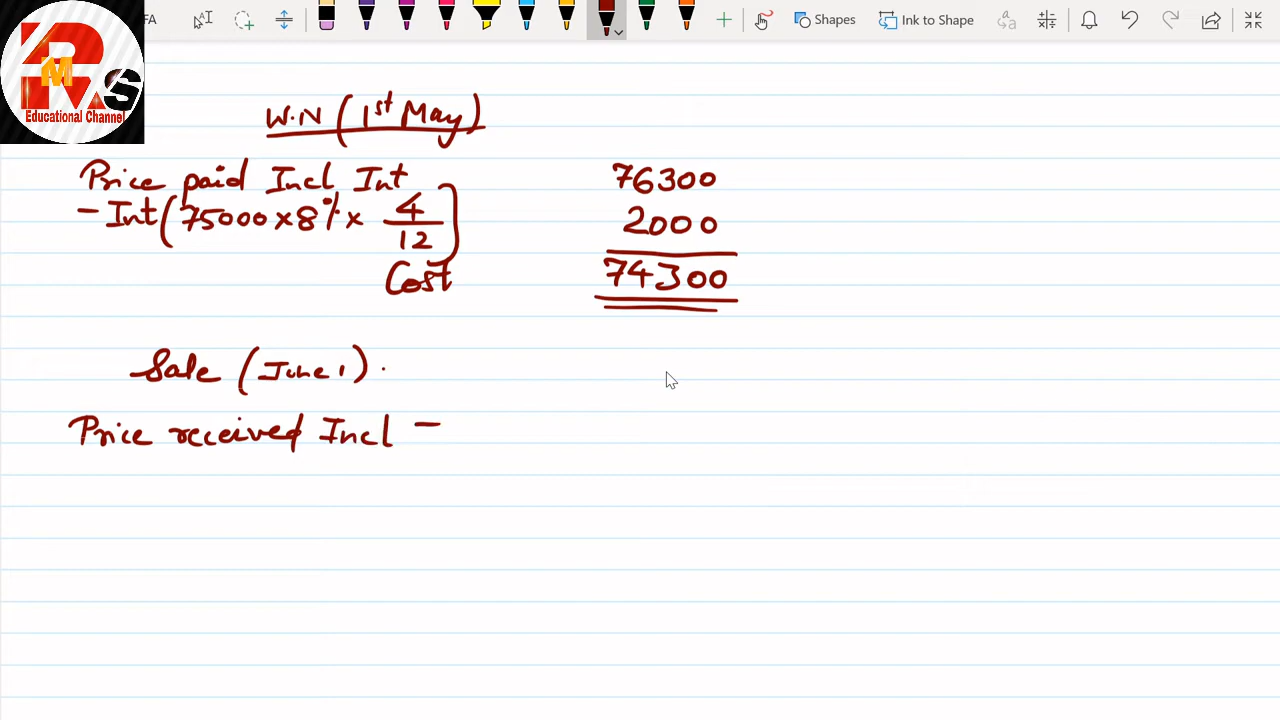 FA
Shapes
Ink to Shape
R
M
S
Educational Channel
W.N (1st May)
Price paid Incl Int 76300
- Int (75000 x 8% x 4/12) 2000
Cost 74300
Sale (June 1).
Price received Incl -